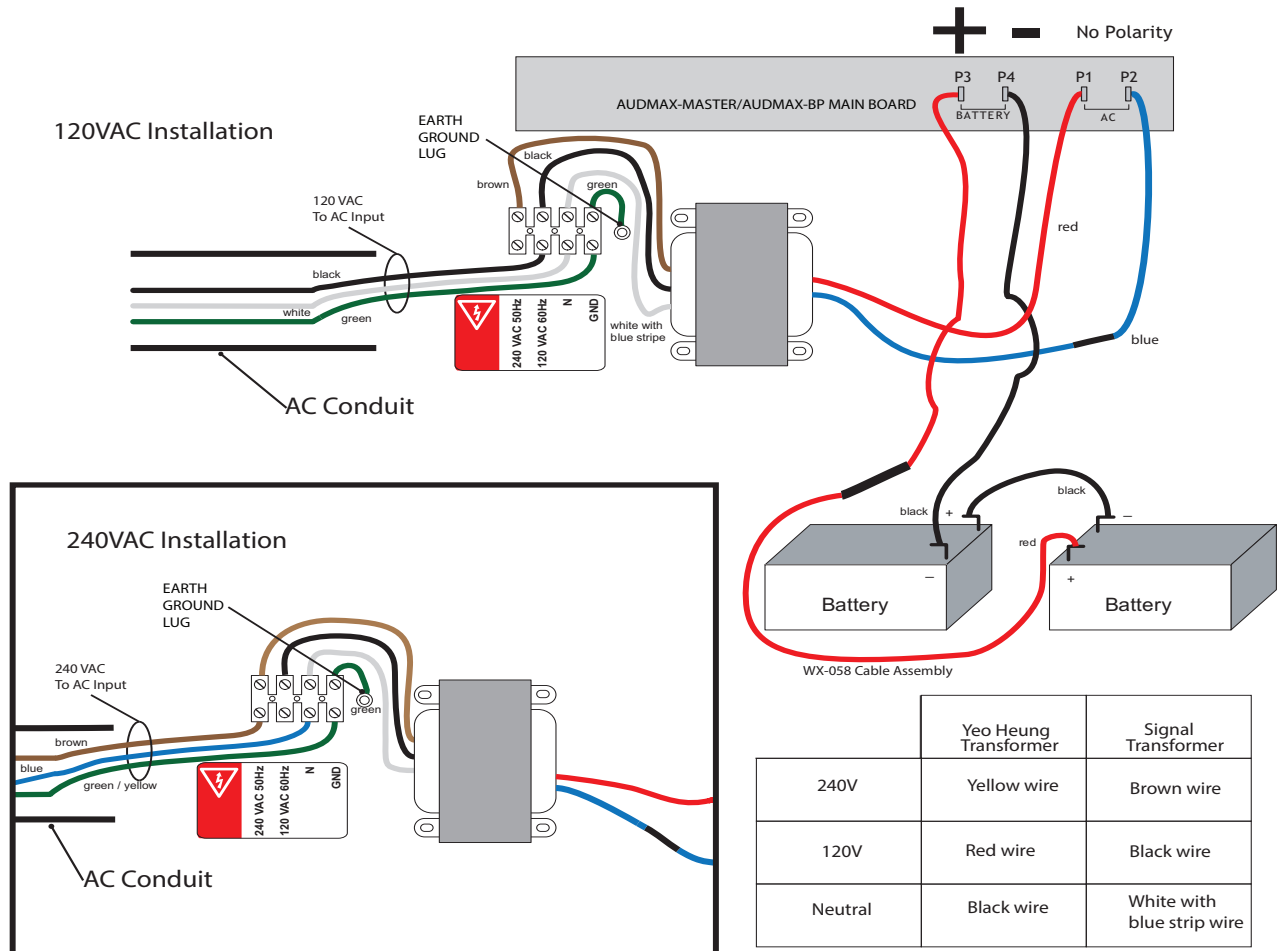 + - No Polarity
P3 P4 P1 P2
AUDMAX-MASTER/AUDMAX-BP MAIN BOARD
BATTERY AC
120VAC Installation
EARTH
GROUND
LUG
black
brown
green
120 VAC
To AC Input
red
black
white
green
240 VAC 50Hz
120 VAC 60Hz
N
GND
white with
blue stripe
blue
AC Conduit
black
black
+
–
red
–
+
Battery
Battery
WX-058 Cable Assembly
240VAC Installation
EARTH
GROUND
LUG
240 VAC
To AC Input
green
brown
blue
green / yellow
240 VAC 50Hz
120 VAC 60Hz
N
GND
AC Conduit
Yeo Heung
Transformer
Signal
Transformer
240V Yellow wire Brown wire
120V Red wire Black wire
Neutral Black wire White with
blue strip wire